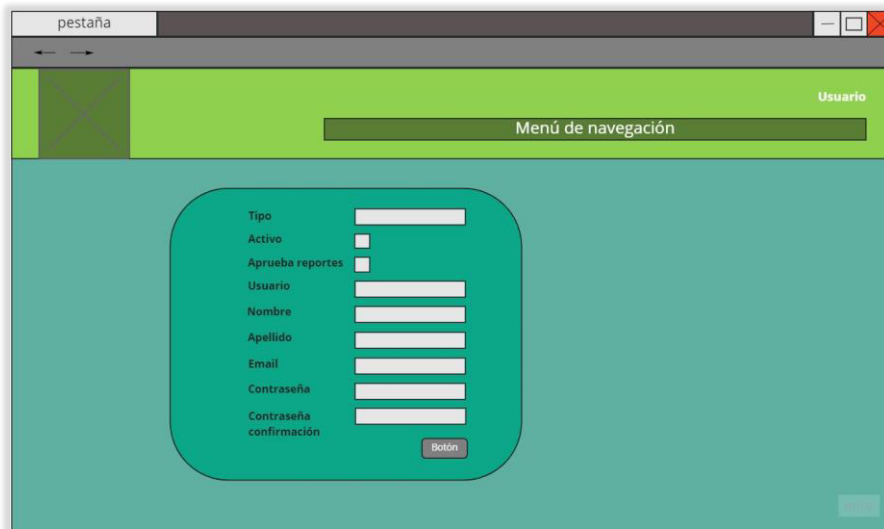 pestaña
Usuario
Menú de navegación
Tipo
Activo
Aprueba reportes
Usuario
Nombre
Apellido
Email
Contraseña
Contraseña
confirmación
Botón